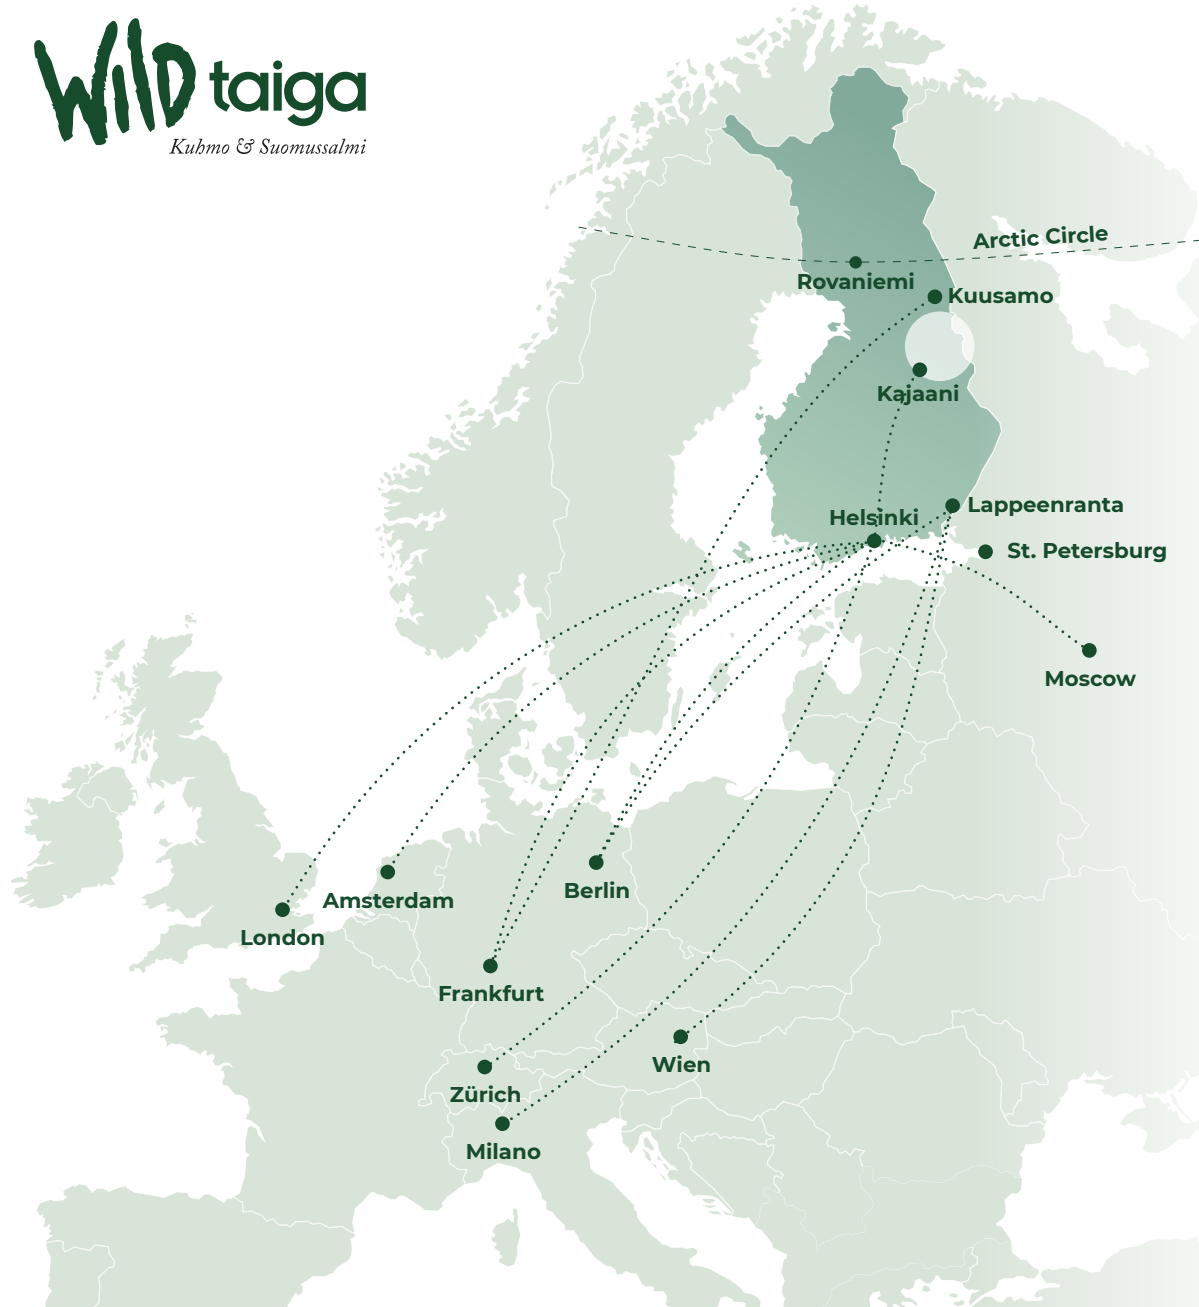 WilD taiga
Kuhmo & Suomussalmi
Arctic Circle
Rovaniemi
Kuusamo
Kajaani
Lappeenranta
Helsinki
St. Petersburg
Moscow
Amsterdam
Berlin
London
Frankfurt
Wien
Zürich
Milano